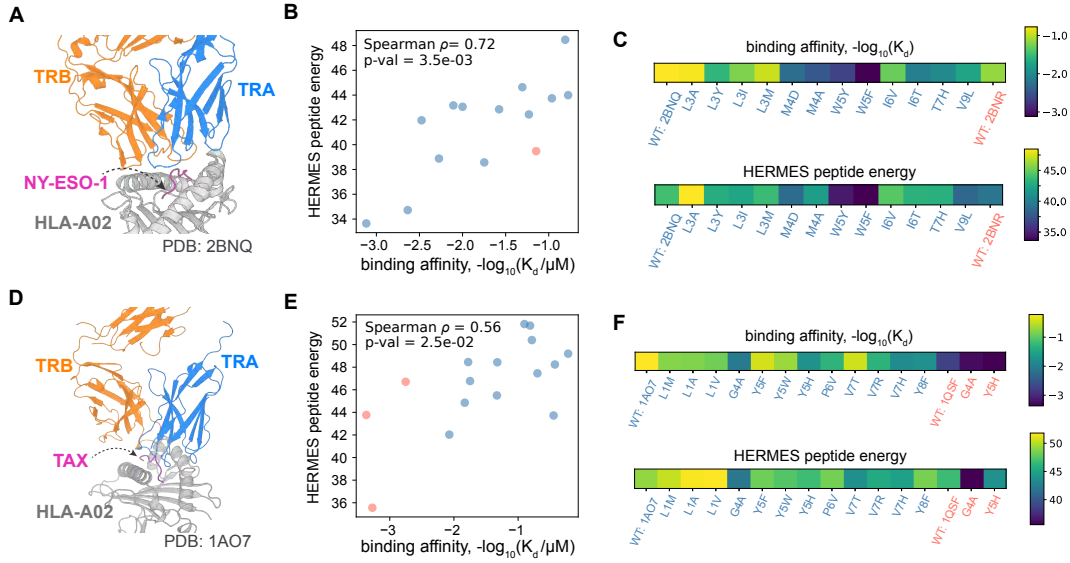 A
TRB
TRA
NY-ESO-1
HLA-A02
PDB: 2BNQ
B
Spearman ρ= 0.72
p-val = 3.5e-03
HERMES peptide energy
48
46
44
42
40
38
36
34
−3.0
−2.5
−2.0
−1.5
−1.0
binding affinity, -log₁₀(K_d/μM)
C
binding affinity, -log₁₀(K_d)
WT: 2BNQ
L3A
L3Y
L3I
L3M
M4D
M4A
W5Y
W5F
I6V
I6T
T7H
V9L
WT: 2BNR
−1.0
−2.0
−3.0
HERMES peptide energy
WT: 2BNQ
L3A
L3Y
L3I
L3M
M4D
M4A
W5Y
W5F
I6V
I6T
T7H
V9L
WT: 2BNR
45.0
40.0
35.0
D
TRB
TRA
TAX
HLA-A02
PDB: 1AO7
E
Spearman ρ = 0.56
p-val = 2.5e-02
HERMES peptide energy
52
50
48
46
44
42
40
38
36
−3
−2
−1
binding affinity, -log₁₀(K_d/μM)
F
binding affinity, -log₁₀(K_d)
WT: 1AO7
L1M
L1A
L1V
G4A
Y5F
Y5W
Y5H
P6V
V7T
V7R
V7H
Y8F
WT: 1QSF
G4A
Y5H
−1
−2
−3
HERMES peptide energy
WT: 1AO7
L1M
L1A
L1V
G4A
Y5F
Y5W
Y5H
P6V
V7T
V7R
V7H
Y8F
WT: 1QSF
G4A
Y5H
50
45
40